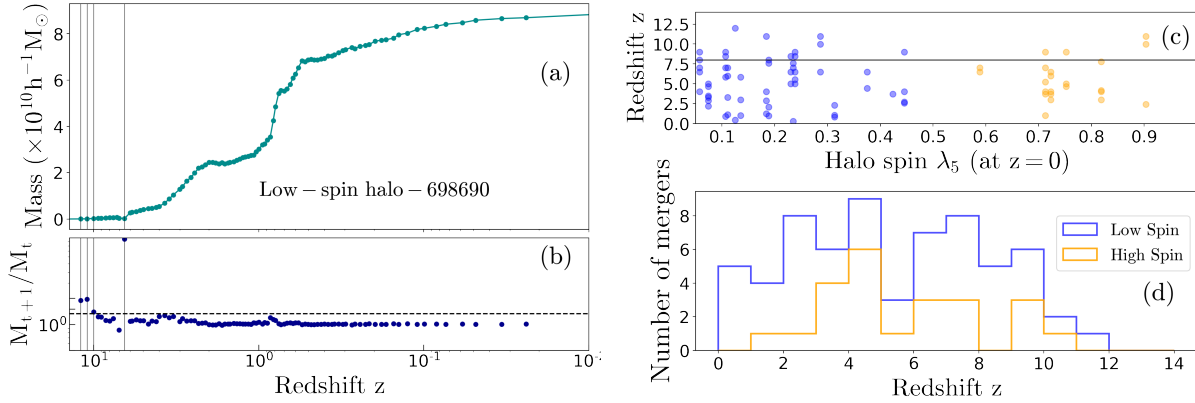 Mass (×10¹⁰h⁻¹M⊙)
8
6
4
2
0
(a)
Low − spin halo − 698690
M_{t+1}/M_t
10⁰
(b)
10¹ 10⁰ 10⁻¹ 10⁻
Redshift z
Redshift z
12.5
10.0
7.5
5.0
2.5
0.0
(c)
0.1 0.2 0.3 0.4 0.5 0.6 0.7 0.8 0.9
Halo spin λ₅ (at z = 0)
Number of mergers
8
6
4
2
0
Low Spin
High Spin
(d)
0 2 4 6 8 10 12 14
Redshift z